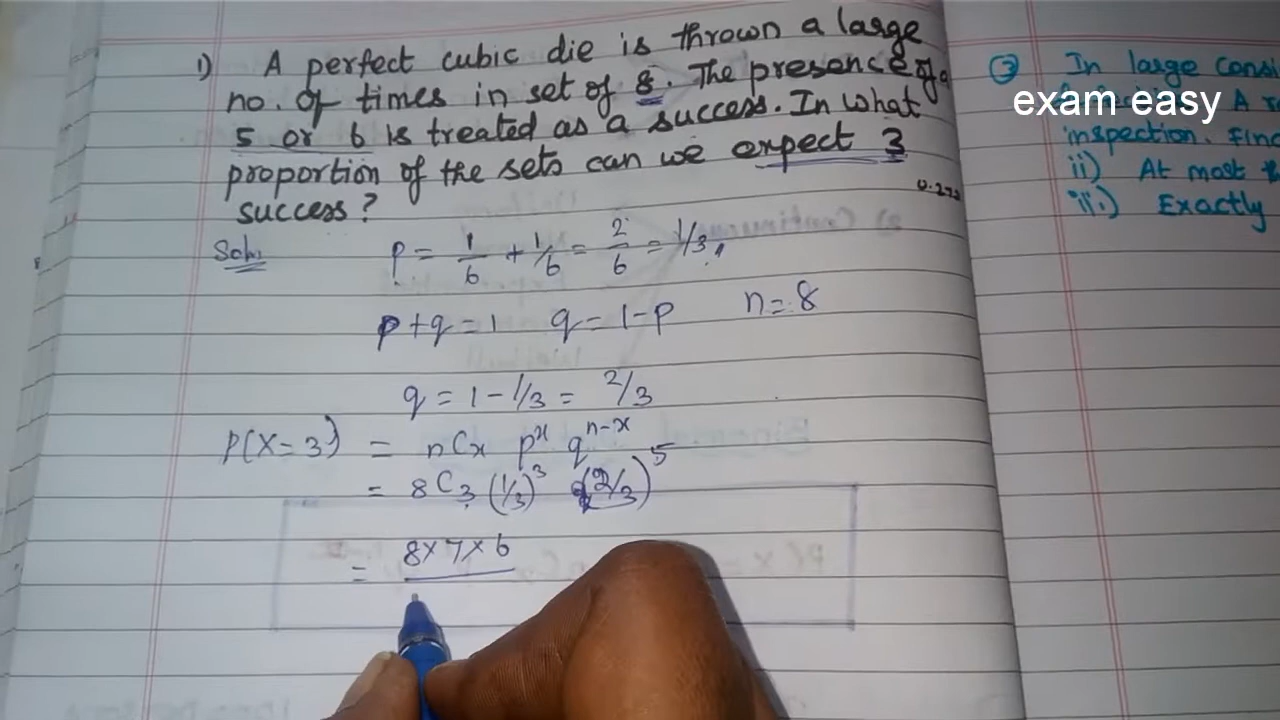 1) A perfect cubic die is thrown a large
no. of times in set of 8. The presence of a
5 or 6 is treated as a success. In what
proportion of the sets can we expect 3
success?
Soln
p = 1/6 + 1/6 = 2/6 = 1/3
p+q=1 q=1-p n=8
q = 1-1/3 = 2/3
P(X=3) = nCx p^x q^n-x
= 8C3 (1/3)^3 (2/3)^5
= 8×7×6
exam easy
In large
inspection.
ii) At most
iii) Exactly